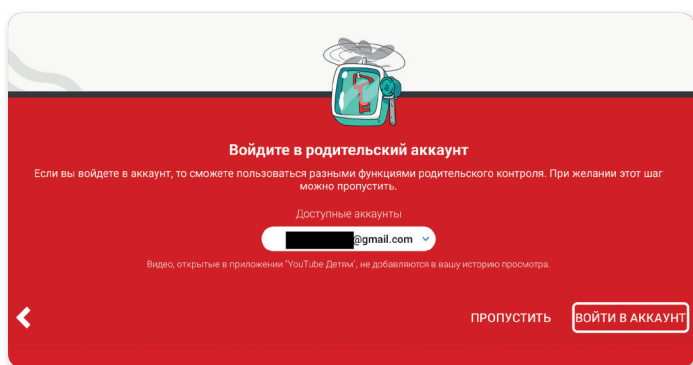 Войдите в родительский аккаунт
Если вы войдете в аккаунт, то сможете пользоваться разными функциями родительского контроля. При желании этот шаг
можно пропустить.
Доступные аккаунты
@gmail.com
Видео, открытые в приложении "YouTube Детям", не добавляются в вашу историю просмотра.
ПРОПУСТИТЬ ВОЙТИ В АККАУНТ